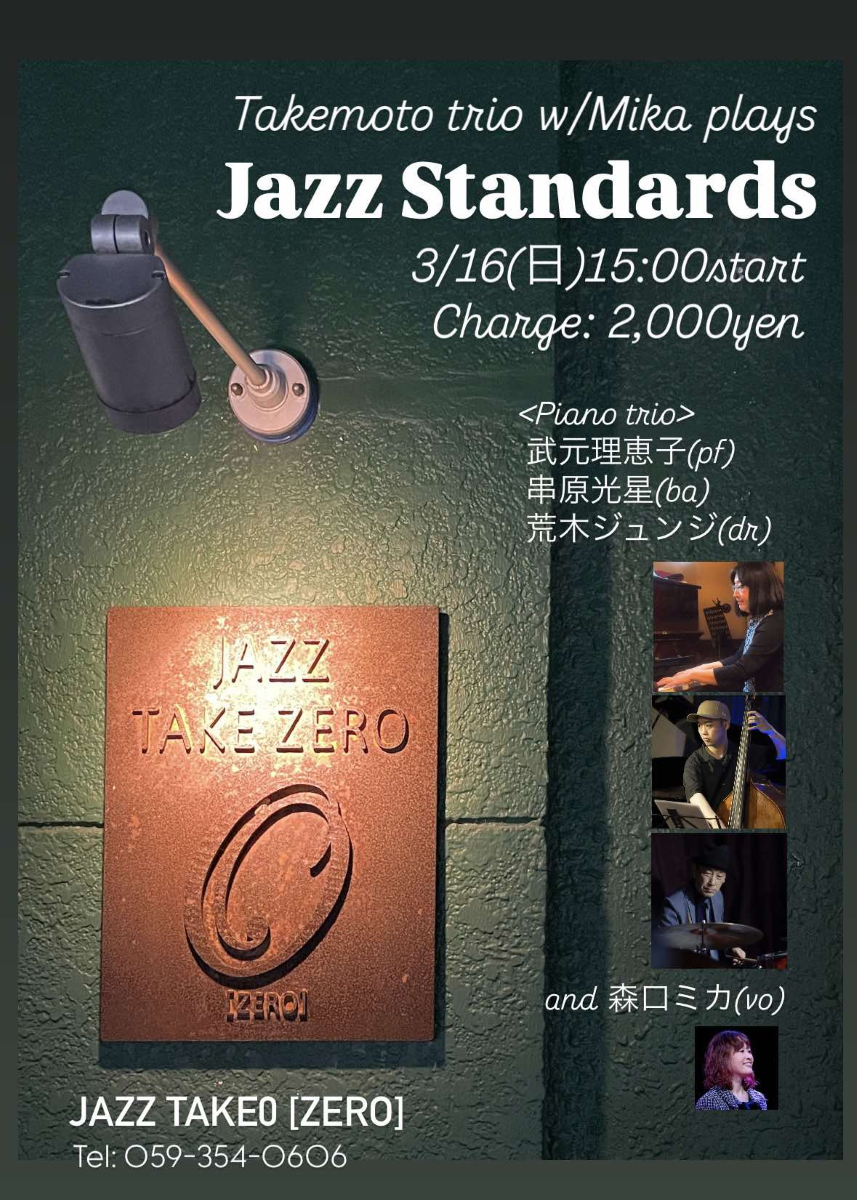 Takemoto trio w/Mika plays
Jazz Standards
3/16(日)15:00start
Charge: 2,000yen
<Piano trio>
武元理恵子(pf)
串原光星(ba)
荒木ジュンジ(dr)
JAZZ
TAKE ZERO
0
[ZERO]
and 森口ミカ(vo)
JAZZ TAKE0 [ZERO]
Tel: 059-354-0606